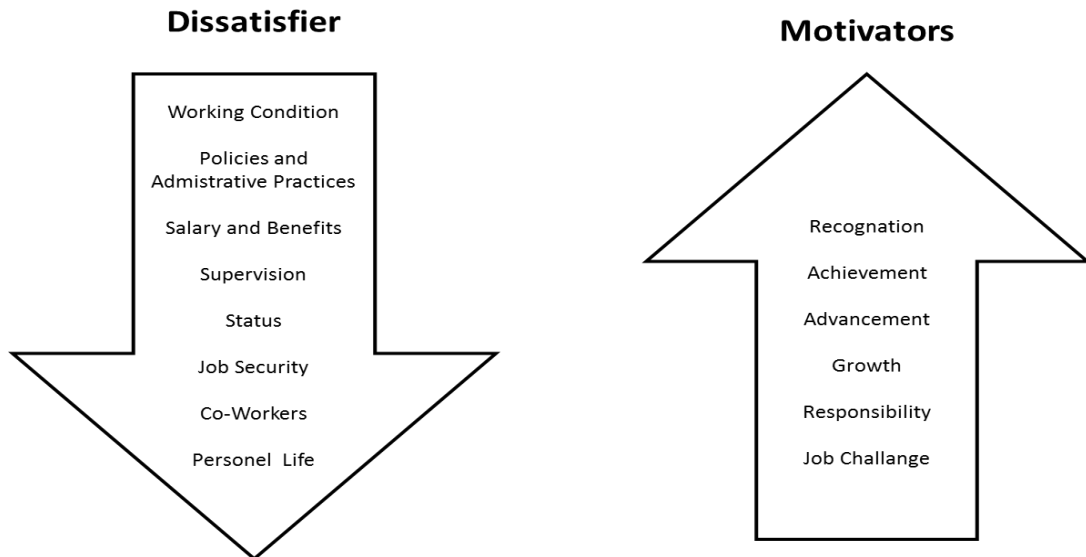 Dissatisfier
Working Condition
Policies and
Admistrative Practices
Salary and Benefits
Supervision
Status
Job Security
Co-Workers
Personel Life
Motivators
Recognation
Achievement
Advancement
Growth
Responsibility
Job Challange